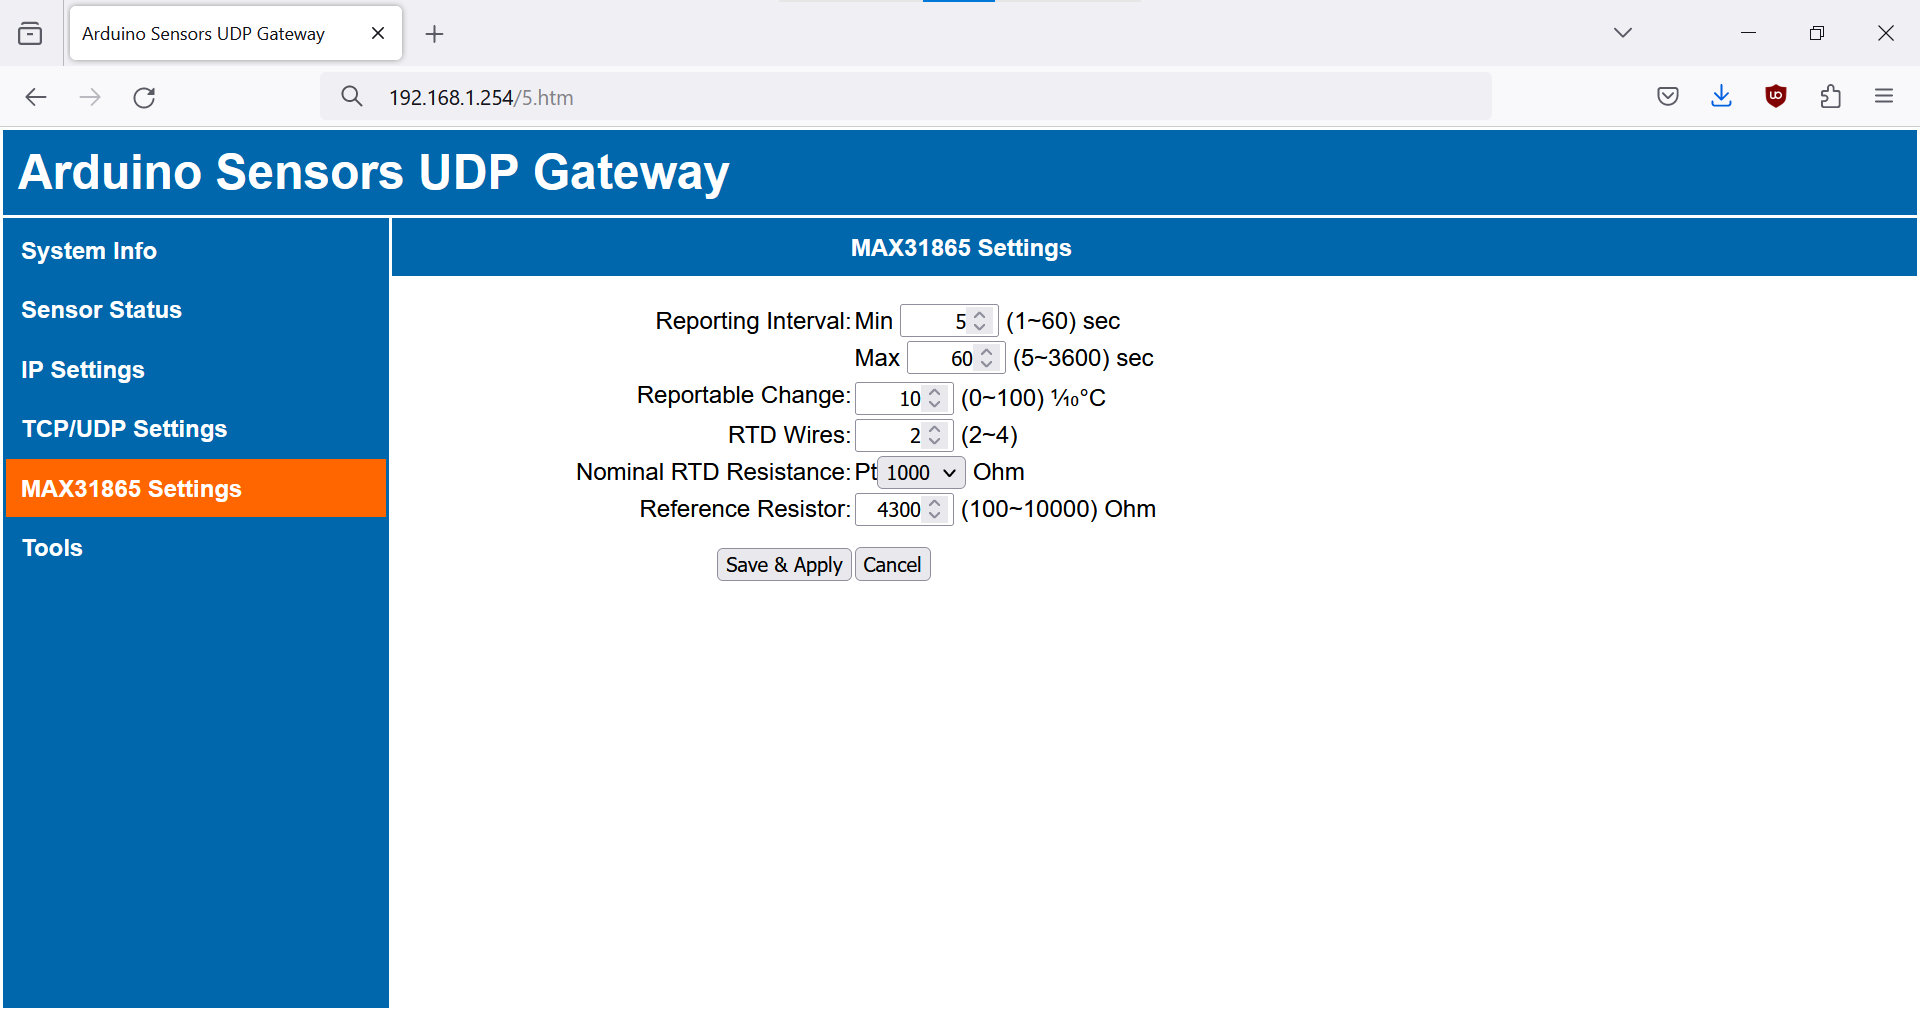 Arduino Sensors UDP Gateway
192.168.1.254/5.htm
Arduino Sensors UDP Gateway
System Info
Sensor Status
IP Settings
TCP/UDP Settings
MAX31865 Settings
Tools
MAX31865 Settings
Reporting Interval: Min 5 (1~60) sec
Max 60 (5~3600) sec
Reportable Change: 10 (0~100) ⅒°C
RTD Wires: 2 (2~4)
Nominal RTD Resistance: Pt 1000 Ohm
Reference Resistor: 4300 (100~10000) Ohm
Save & Apply Cancel